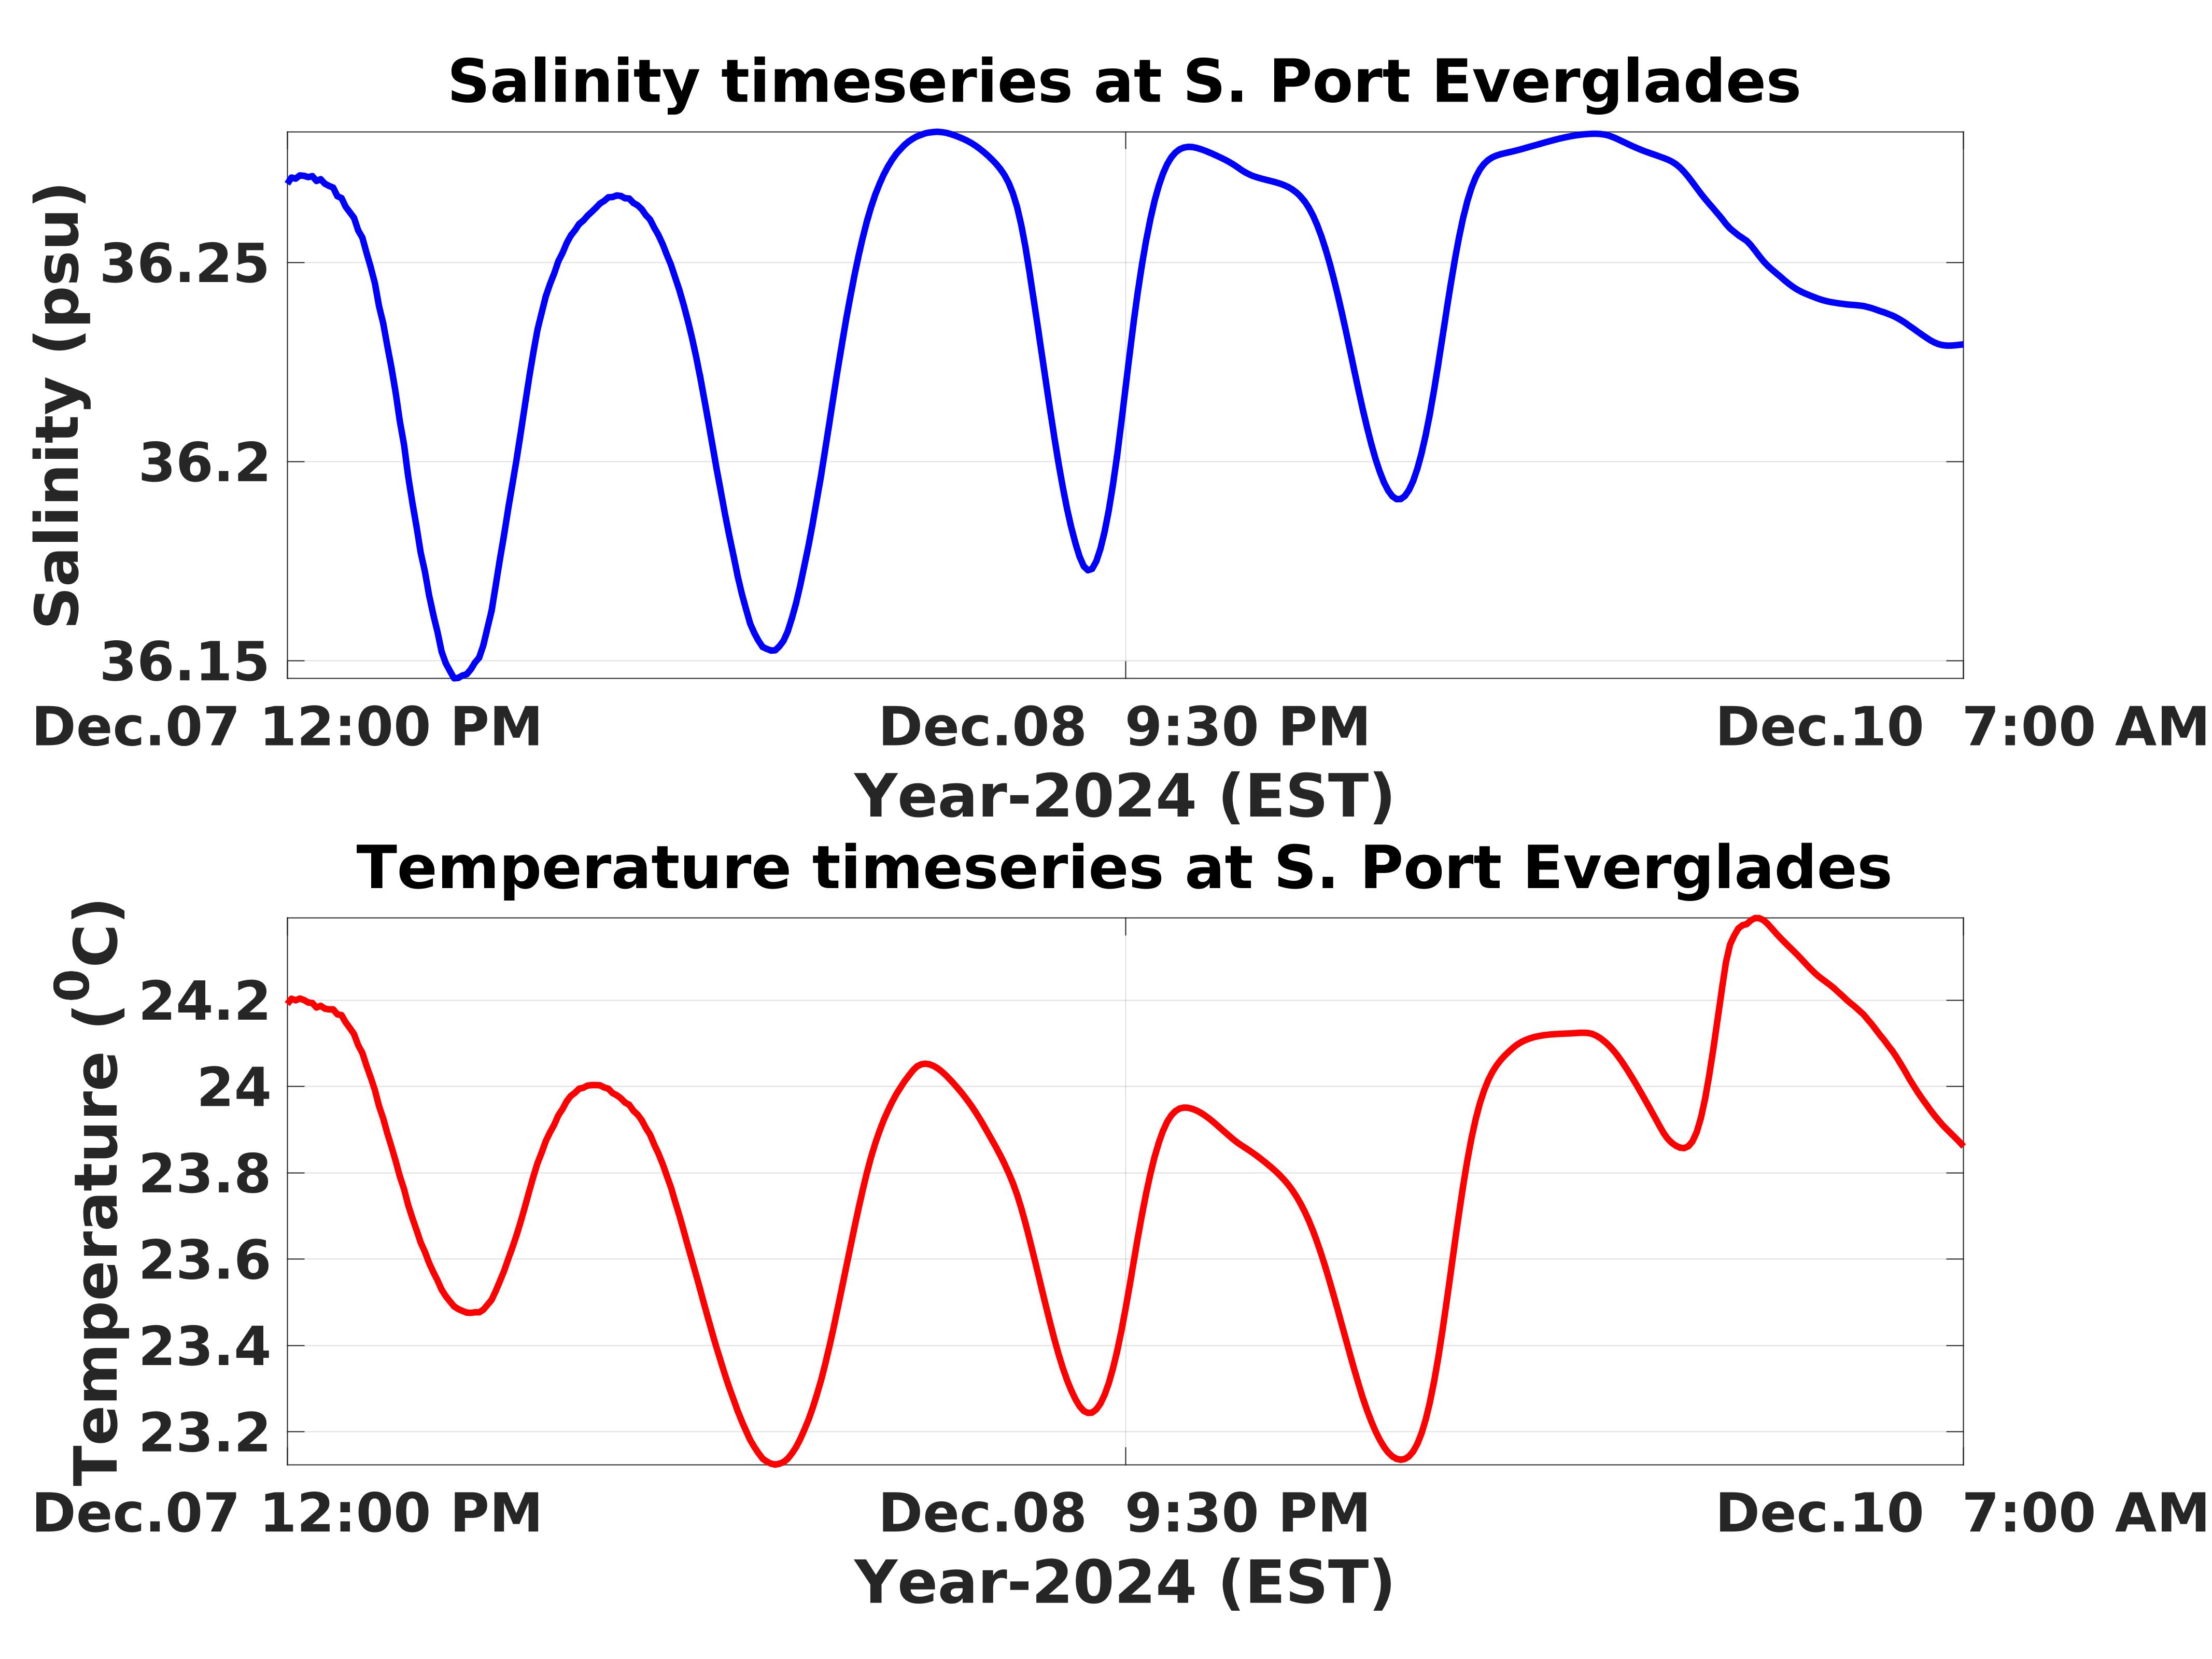 Salinity timeseries at S. Port Everglades
Salinity (psu)
36.25
36.2
36.15
Dec.07 12:00 PM Dec.08 9:30 PM Dec.10 7:00 AM
Year-2024 (EST)
Temperature timeseries at S. Port Everglades
Temperature (⁰C)
24.2
24
23.8
23.6
23.4
23.2
Dec.07 12:00 PM Dec.08 9:30 PM Dec.10 7:00 AM
Year-2024 (EST)